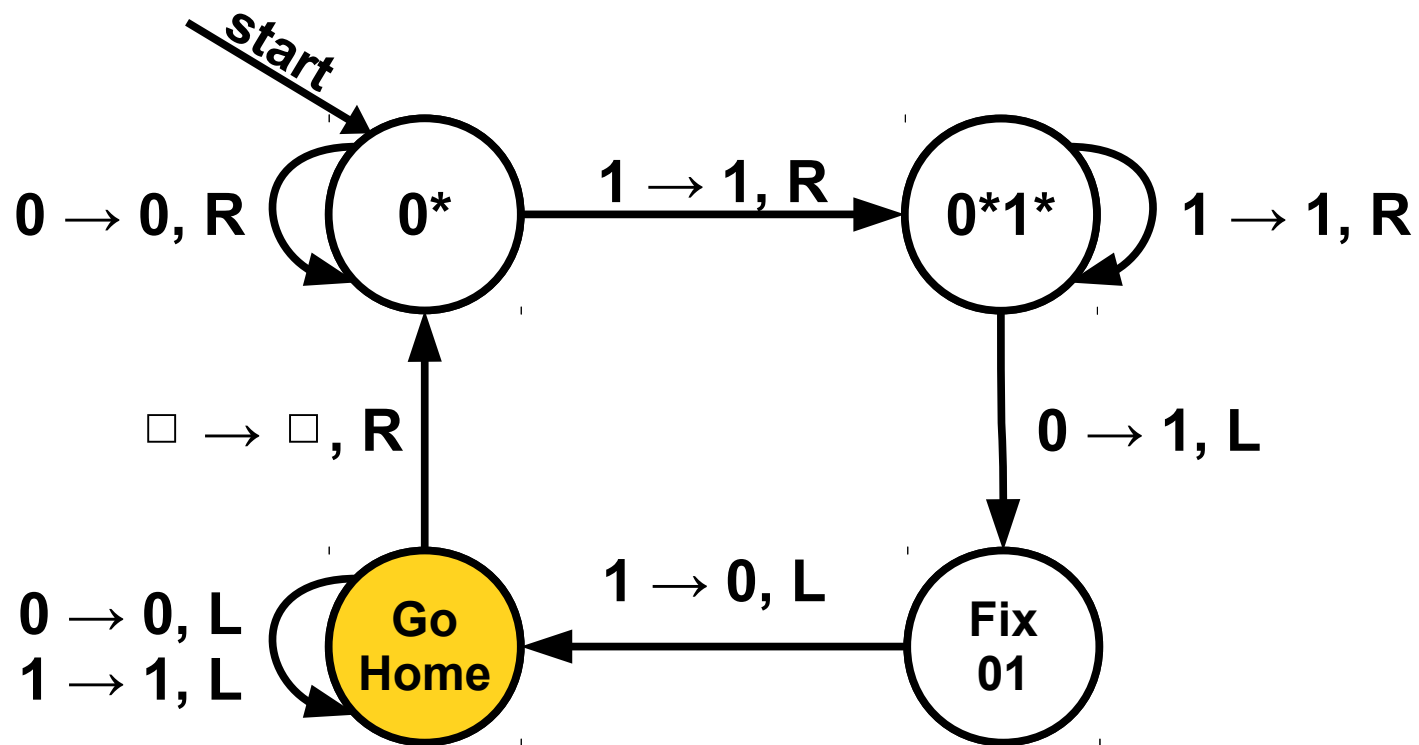 start
0 → 0, R
0*
1 → 1, R
0*1*
1 → 1, R
□ → □, R
0 → 1, L
0 → 0, L
1 → 1, L
Go
Home
1 → 0, L
Fix
01